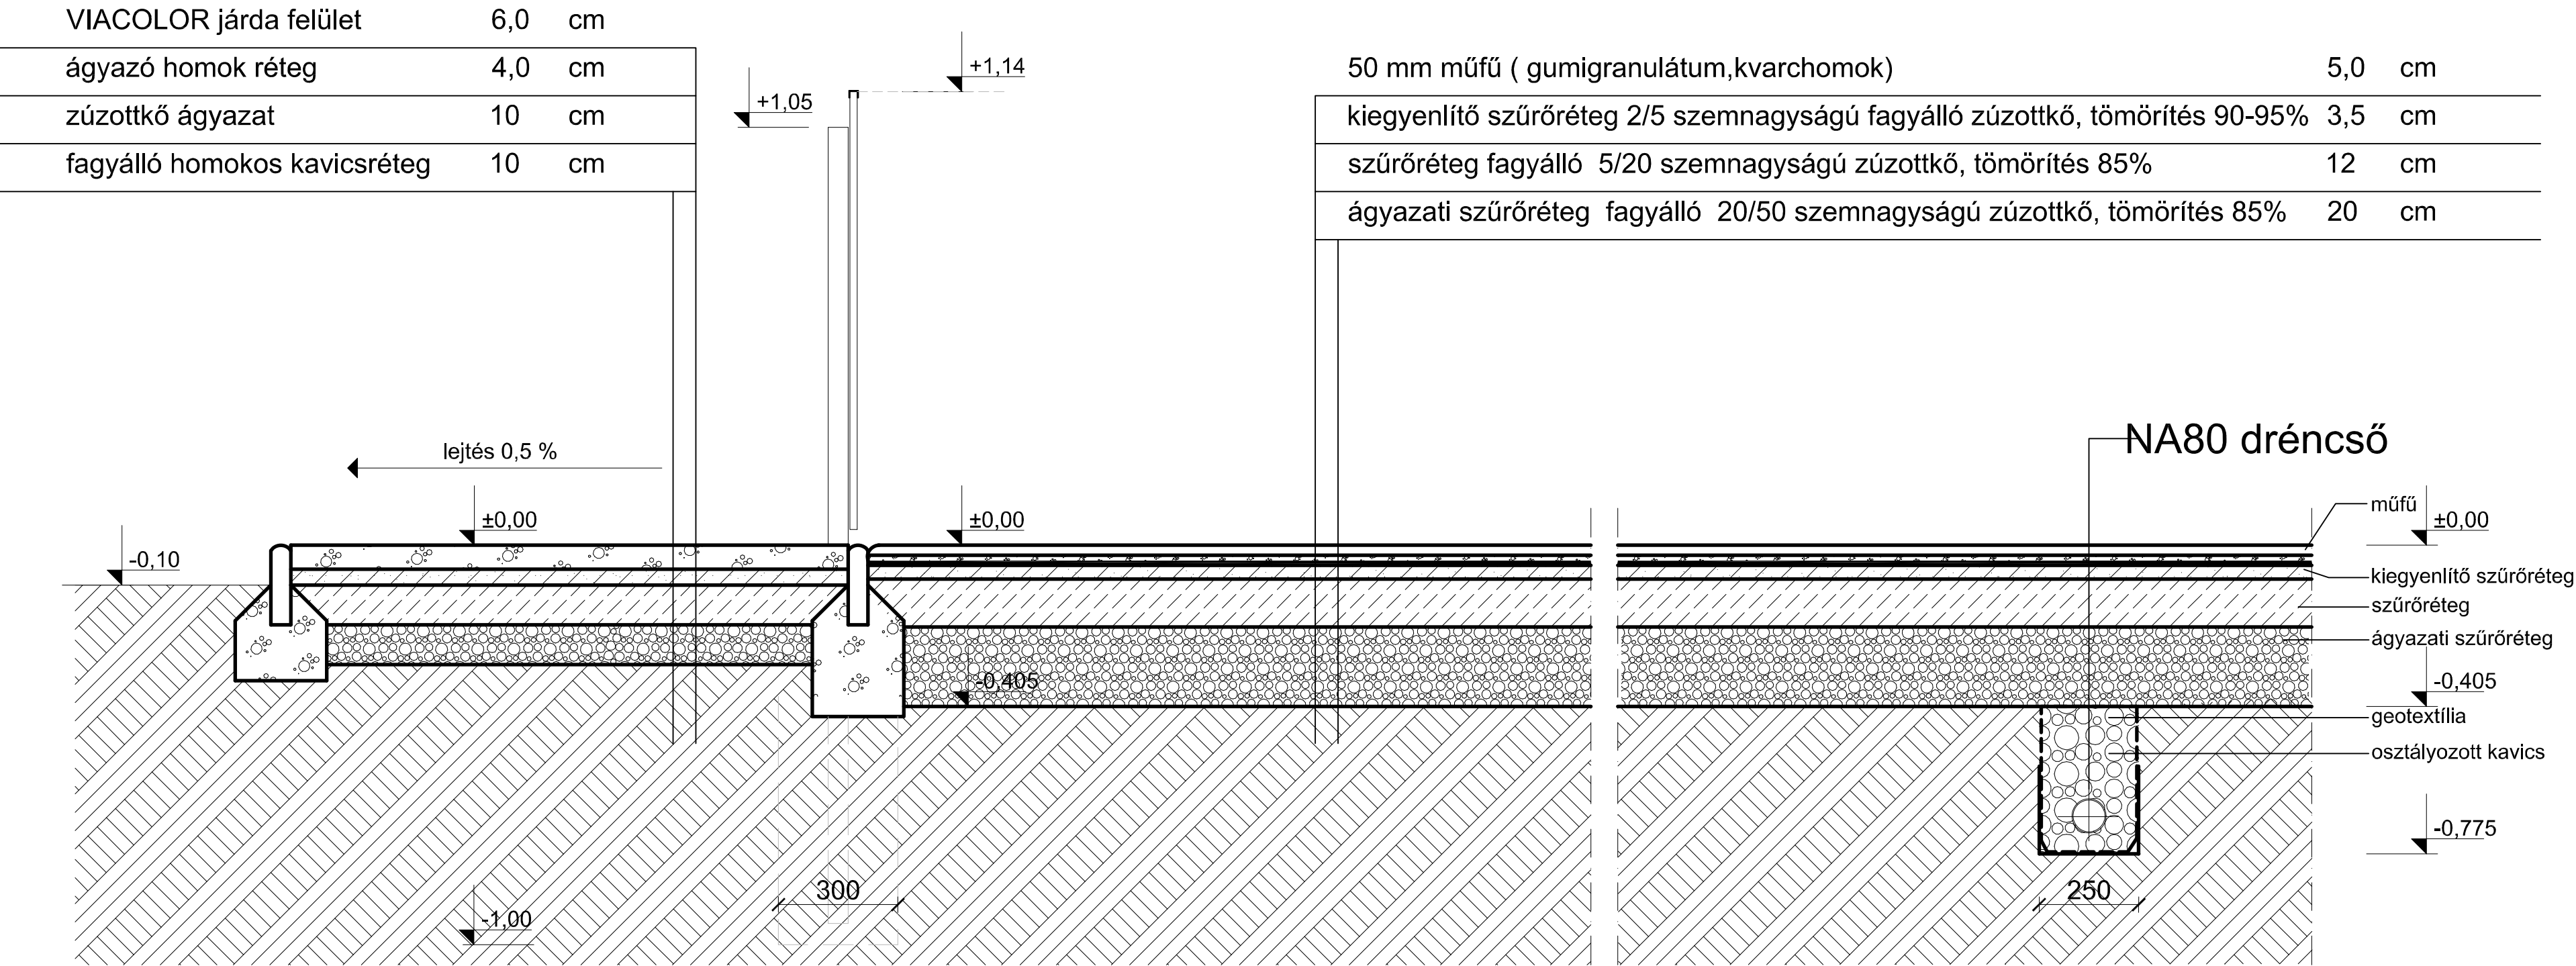 VIACOLOR járda felület 6,0 cm
ágyazó homok réteg 4,0 cm
zúzottkő ágyazat 10 cm
fagyálló homokos kavicsréteg 10 cm
+1,14
+1,05
50 mm műfű ( gumigranulátum,kvarchomok) 5,0 cm
kiegyenlítő szűrőréteg 2/5 szemnagyságú fagyálló zúzottkő, tömörítés 90-95% 3,5 cm
szűrőréteg fagyálló 5/20 szemnagyságú zúzottkő, tömörítés 85% 12 cm
ágyazati szűrőréteg fagyálló 20/50 szemnagyságú zúzottkő, tömörítés 85% 20 cm
NA80 dréncső
lejtés 0,5 %
-0,10
±0,00
±0,00
műfű
±0,00
kiegyenlítő szűrőréteg
szűrőréteg
ágyazati szűrőréteg
-0,405
-0,405
geotextília
osztályozott kavics
-0,775
300
250
-1,00